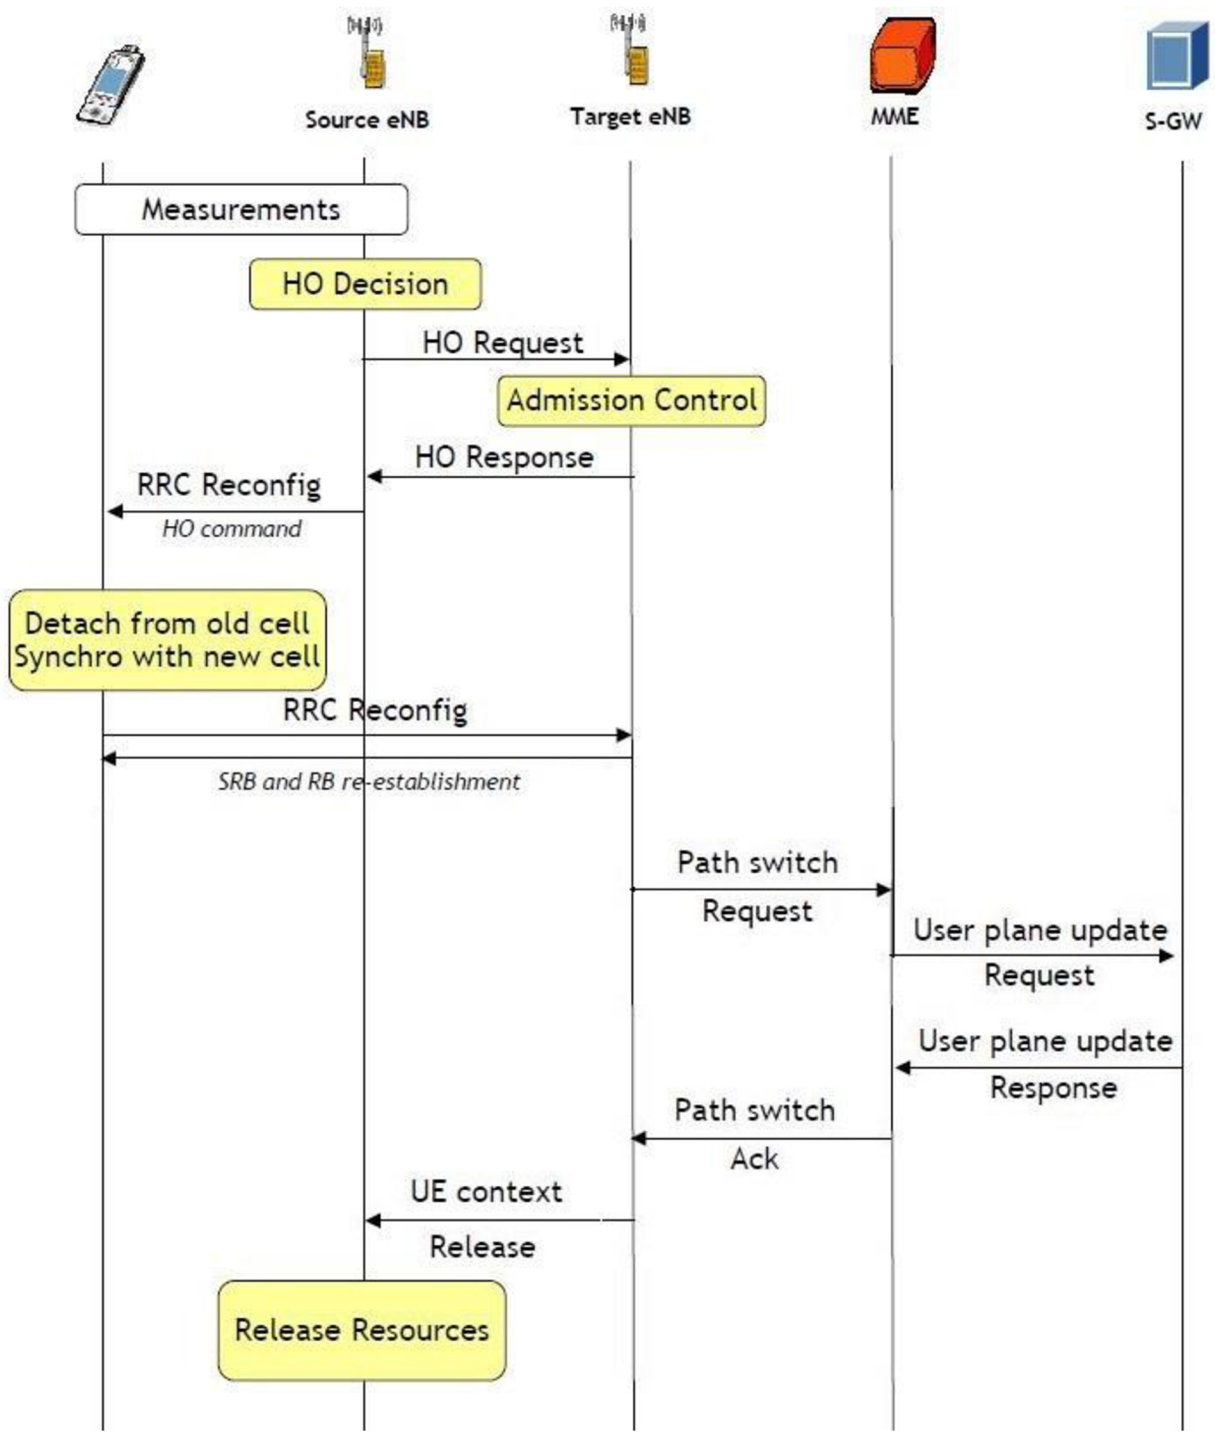 Source eNB
Target eNB
MME
S-GW
Measurements
HO Decision
HO Request
Admission Control
HO Response
RRC Reconfig
HO command
Detach from old cell
Synchro with new cell
RRC Reconfig
SRB and RB re-establishment
Path switch
Request
User plane update
Request
User plane update
Response
Path switch
Ack
UE context
Release
Release Resources